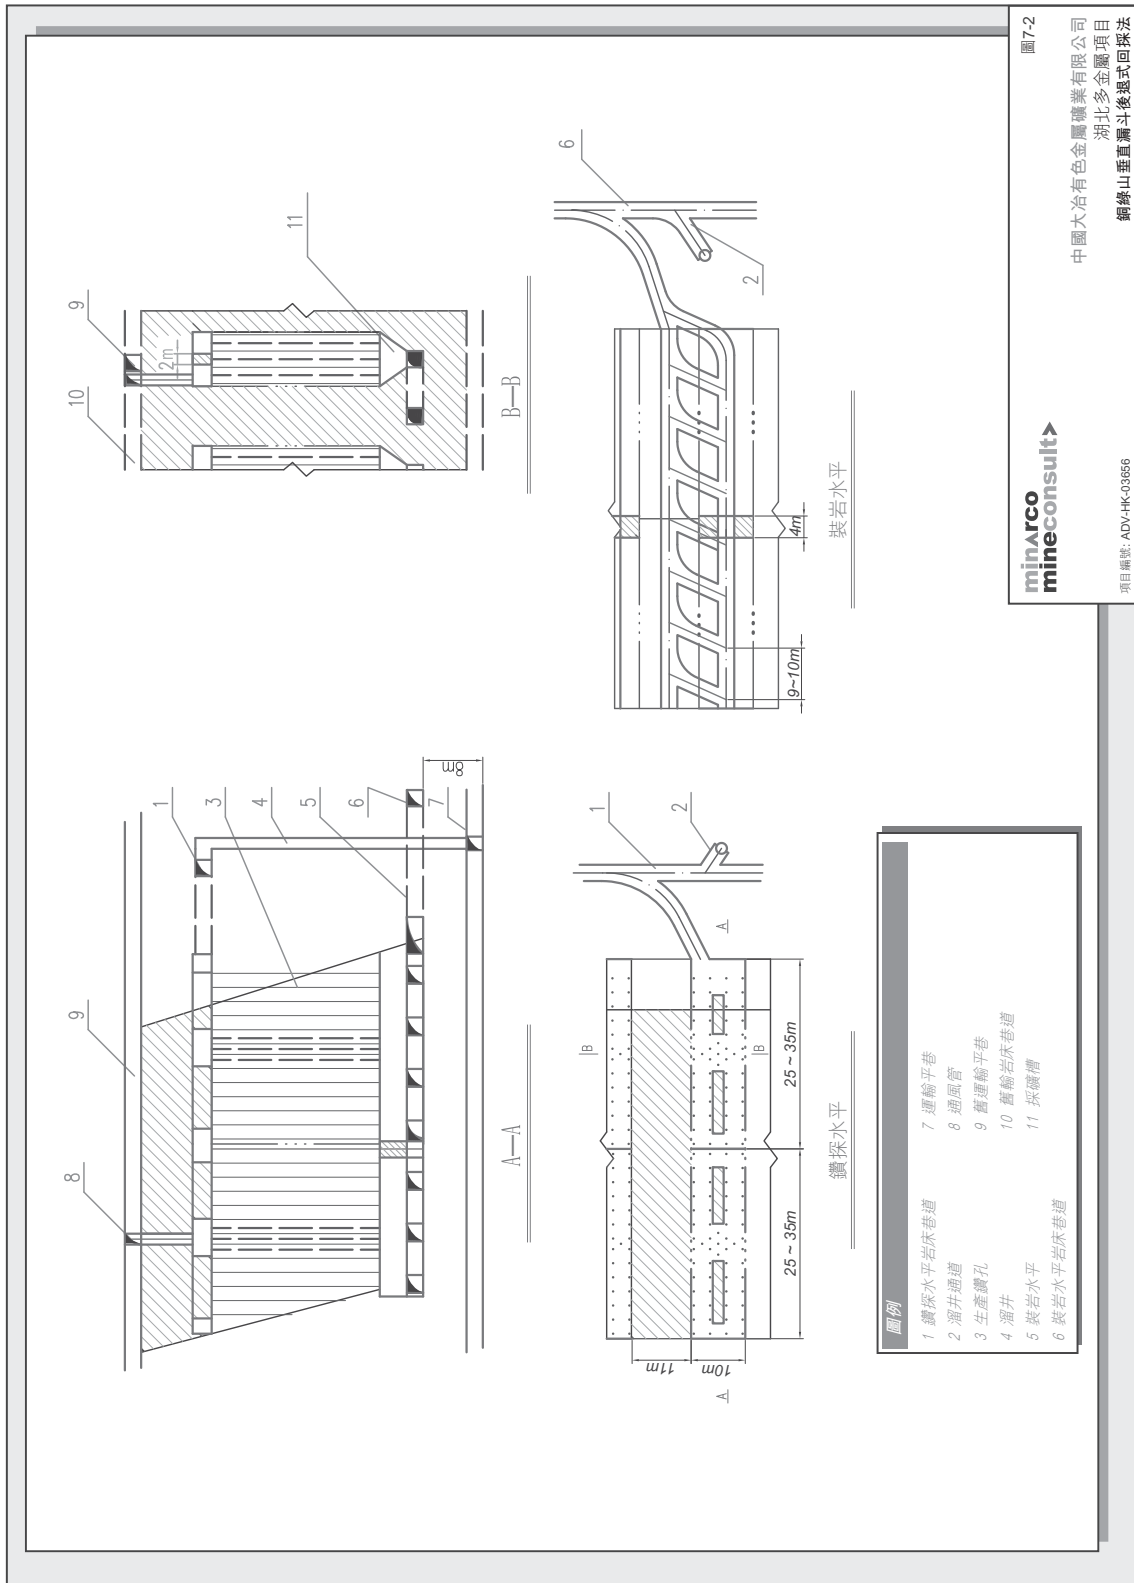 8
9
1
3
4
5
6
7
8m
A—A
10
9
2m
11
B—B
A
11m
10m
B
B
25 ~ 35m
25 ~ 35m
A
1
2
鑽探水平
9~10m
4m
2
6
裝岩水平
圖例
1 鑽探水平岩床巷道
2 溜井通道
3 生產鑽孔
4 溜井
5 裝岩水平
6 裝岩水平岩床巷道
7 運輸平巷
8 通風管
9 舊運輸平巷
10 舊輸岩床巷道
11 採礦槽
minarco
mineconsult
項目編號: ADV-HK-03656
圖7-2
中國大冶有色金屬礦業有限公司
湖北多金屬項目
銅綠山垂直漏斗後退式回採法